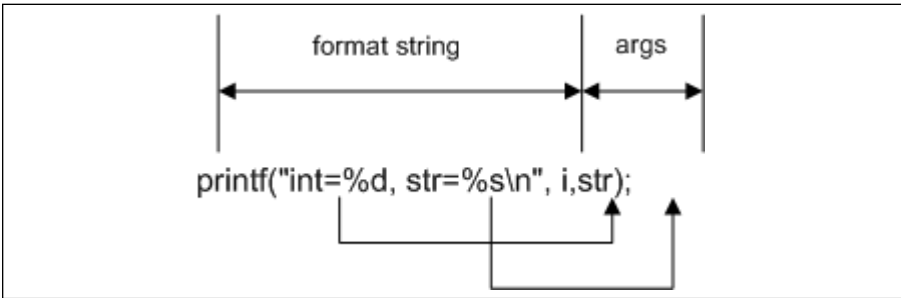 format string args
printf("int=%d, str=%s\n", i,str);